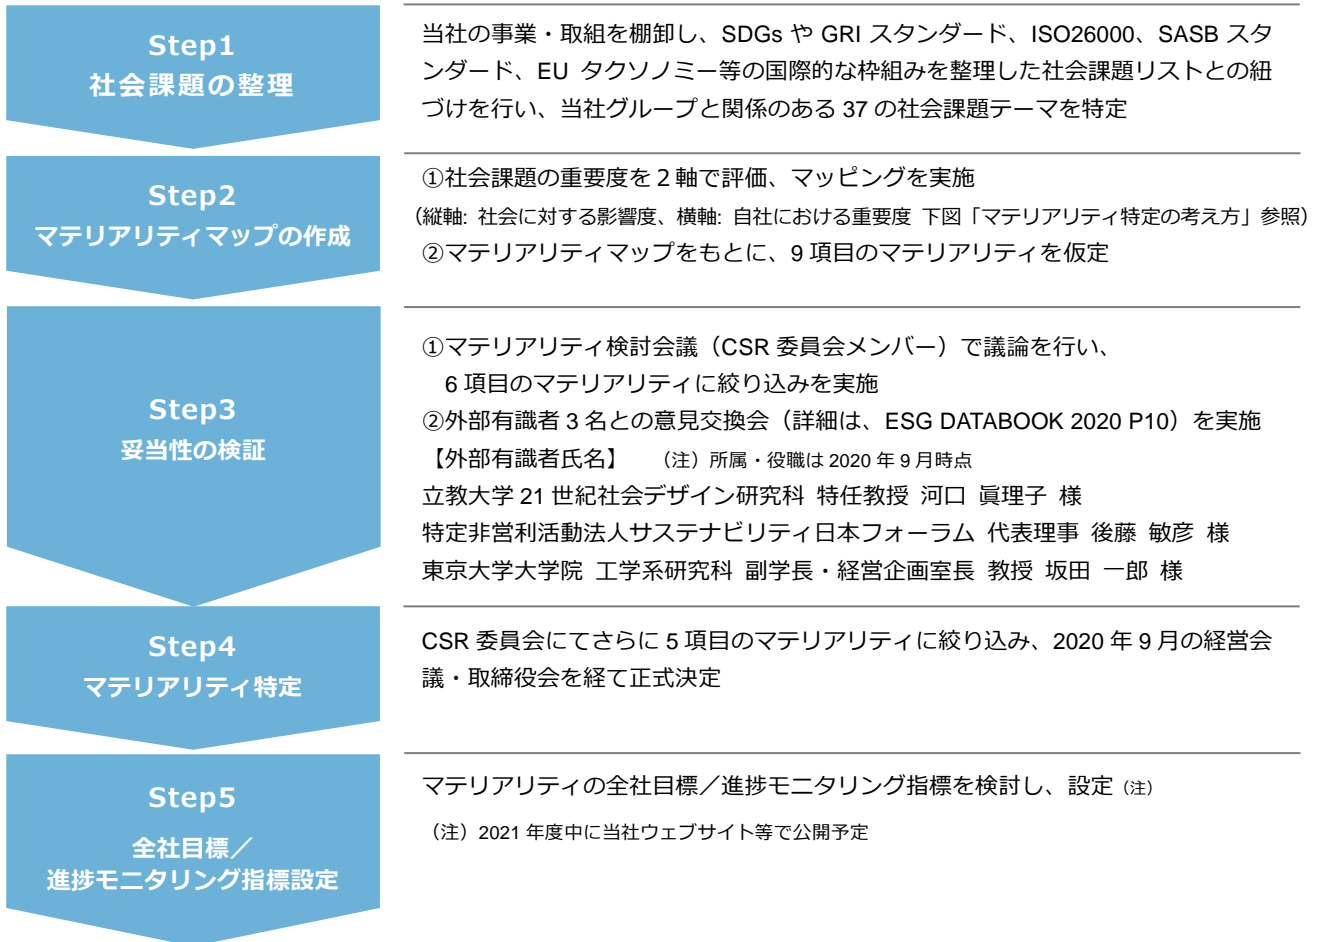 Step1
社会課題の整理
当社の事業・取組を棚卸し、SDGs や GRI スタンダード、ISO26000、SASB スタ
ンダード、EU タクソノミー等の国際的な枠組みを整理した社会課題リストとの紐
づけを行い、当社グループと関係のある 37 の社会課題テーマを特定
Step2
マテリアリティマップの作成
①社会課題の重要度を２軸で評価、マッピングを実施
（縦軸: 社会に対する影響度、横軸: 自社における重要度 下図「マテリアリティ特定の考え方」参照）
②マテリアリティマップをもとに、9 項目のマテリアリティを仮定
Step3
妥当性の検証
①マテリアリティ検討会議（CSR 委員会メンバー）で議論を行い、
6 項目のマテリアリティに絞り込みを実施
②外部有識者 3 名との意見交換会（詳細は、ESG DATABOOK 2020 P10）を実施
【外部有識者氏名】 （注）所属・役職は 2020 年 9 月時点
立教大学 21 世紀社会デザイン研究科 特任教授 河口 眞理子 様
特定非営利活動法人サステナビリティ日本フォーラム 代表理事 後藤 敏彦 様
東京大学大学院 工学系研究科 副学長・経営企画室長 教授 坂田 一郎 様
Step4
マテリアリティ特定
CSR 委員会にてさらに 5 項目のマテリアリティに絞り込み、2020 年 9 月の経営会
議・取締役会を経て正式決定
Step5
全社目標／
進捗モニタリング指標設定
マテリアリティの全社目標／進捗モニタリング指標を検討し、設定（注）
（注）2021 年度中に当社ウェブサイト等で公開予定